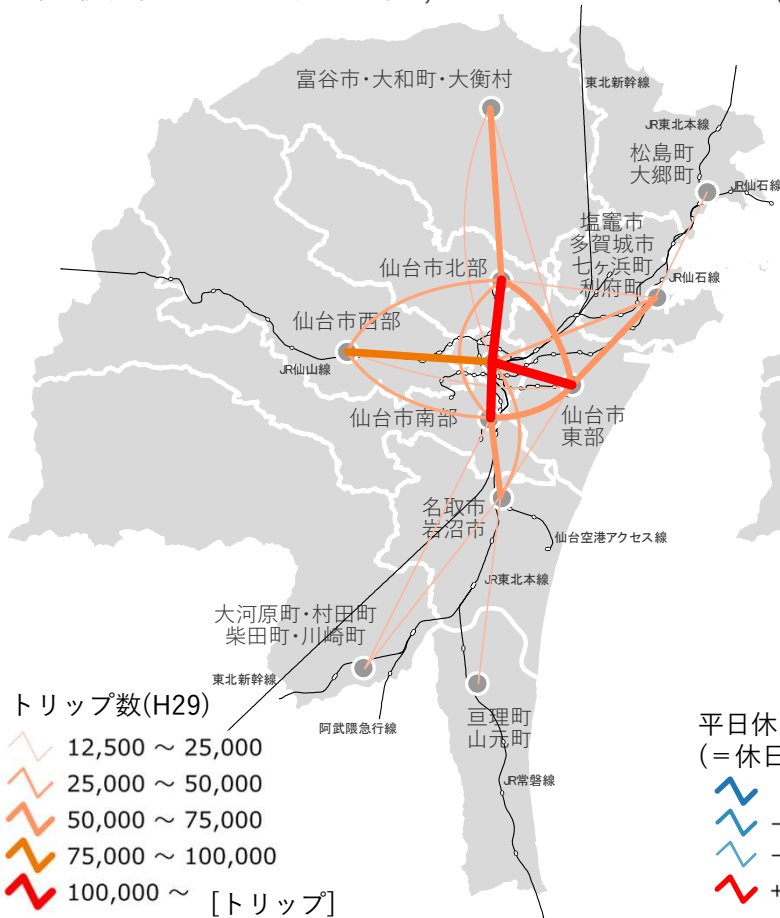 富谷市・大和町・大衡村
東北新幹線
JR東北本線
松島町
大郷町
JR仙石線
塩竈市
多賀城市
七ヶ浜町
利府町
JR仙石線
仙台市北部
仙台市西部
JR仙山線
仙台市南部
仙台市
東部
名取市
岩沼市
仙台空港アクセス線
JR東北本線
大河原町・村田町
柴田町・川崎町
東北新幹線
阿武隈急行線
亘理町
山元町
JR常磐線
トリップ数(H29)
12,500 ～ 25,000
25,000 ～ 50,000
50,000 ～ 75,000
75,000 ～ 100,000
100,000 ～
[トリップ]
平日休
(=休日
-
-
+